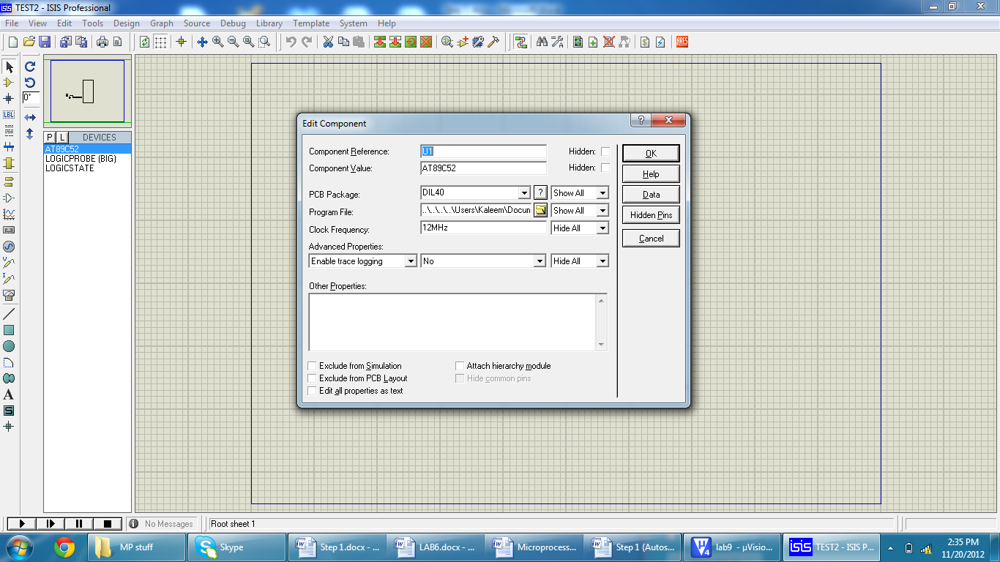 TEST2 - ISIS Professional
File View Edit Tools Design Graph Source Debug Library Template System Help
ARES
LBL
0°
P L DEVICES
AT89C52
LOGICPROBE (BIG)
LOGICSTATE
A
S
Edit Component
?
Component Reference: U1 Hidden:
Component Value: AT89C52 Hidden:
PCB Package: DIL40 ? Show All
Program File: ..\..\..\..\Users\Kaleem\Docun Show All
Clock Frequency: 12MHz Hide All
Advanced Properties:
Enable trace logging No Hide All
Other Properties:
Exclude from Simulation Attach hierarchy module
Exclude from PCB Layout Hide common pins
Edit all properties as text
OK
Help
Data
Hidden Pins
Cancel
No Messages Root sheet 1
MP stuff Skype Step 1.docx - ... LAB6.docx - ... Microprocess... Step 1 (Autos... lab9 - µVisio... isis TEST2 - ISIS P... 2:35 PM
11/20/2012